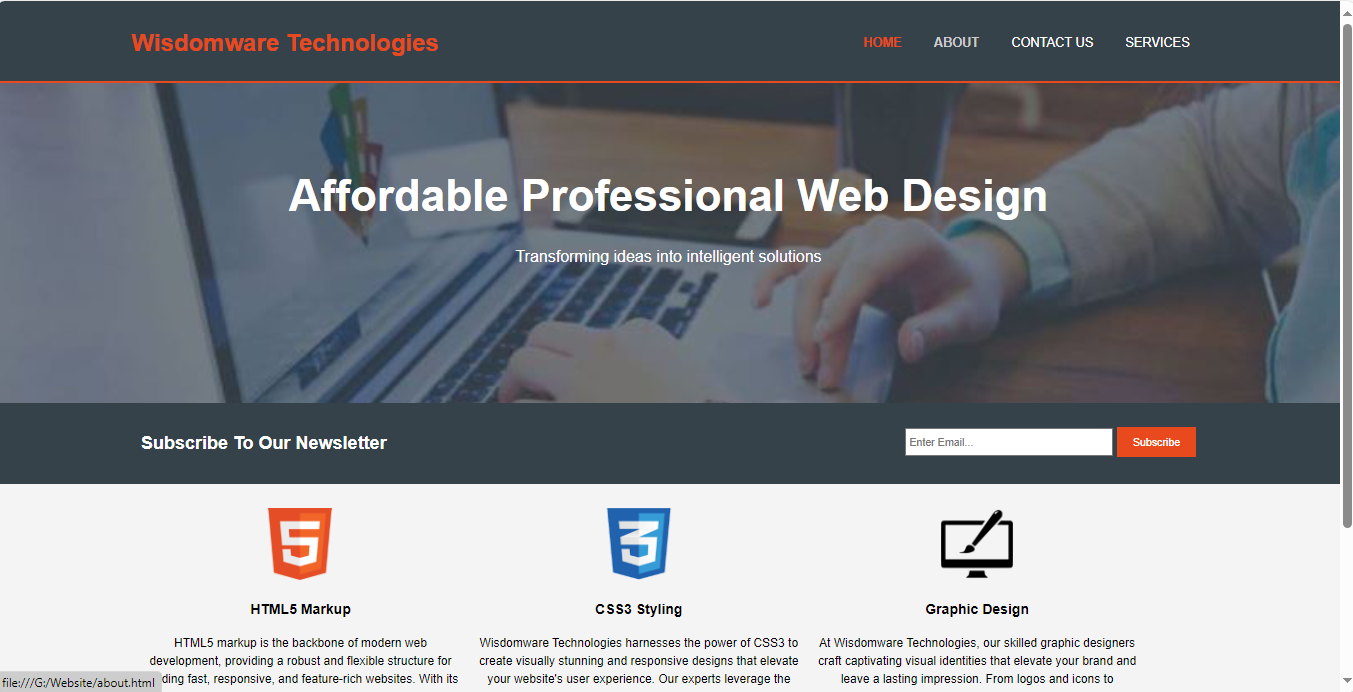 Wisdomware Technologies
HOME ABOUT CONTACT US SERVICES
Affordable Professional Web Design
Transforming ideas into intelligent solutions
Subscribe To Our Newsletter
Enter Email...
Subscribe
HTML5 Markup
HTML5 markup is the backbone of modern web
development, providing a robust and flexible structure for
ding fast, responsive, and feature-rich websites. With its
CSS3 Styling
Wisdomware Technologies harnesses the power of CSS3 to
create visually stunning and responsive designs that elevate
your website's user experience. Our experts leverage the
Graphic Design
At Wisdomware Technologies, our skilled graphic designers
craft captivating visual identities that elevate your brand and
leave a lasting impression. From logos and icons to
file:///G:/Website/about.html